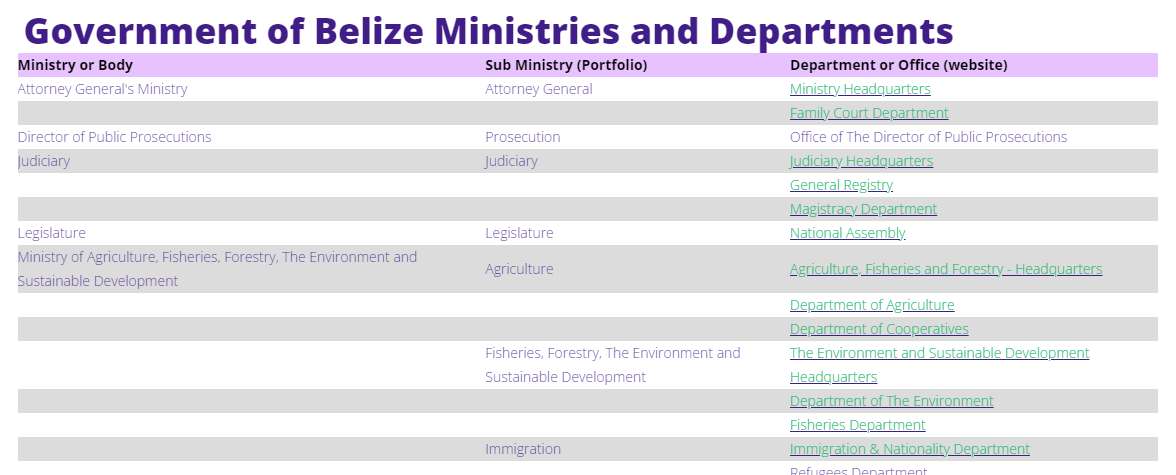 Government of Belize Ministries and Departments
Ministry or Body Sub Ministry (Portfolio) Department or Office (website)
Attorney General's Ministry Attorney General Ministry Headquarters
Family Court Department
Director of Public Prosecutions Prosecution Office of The Director of Public Prosecutions
Judiciary Judiciary Judiciary Headquarters
General Registry
Magistracy Department
Legislature Legislature National Assembly
Ministry of Agriculture, Fisheries, Forestry, The Environment and
Sustainable Development Agriculture Agriculture, Fisheries and Forestry - Headquarters
Department of Agriculture
Department of Cooperatives
Fisheries, Forestry, The Environment and The Environment and Sustainable Development
Sustainable Development Headquarters
Department of The Environment
Fisheries Department
Immigration Immigration & Nationality Department
Refugees Department